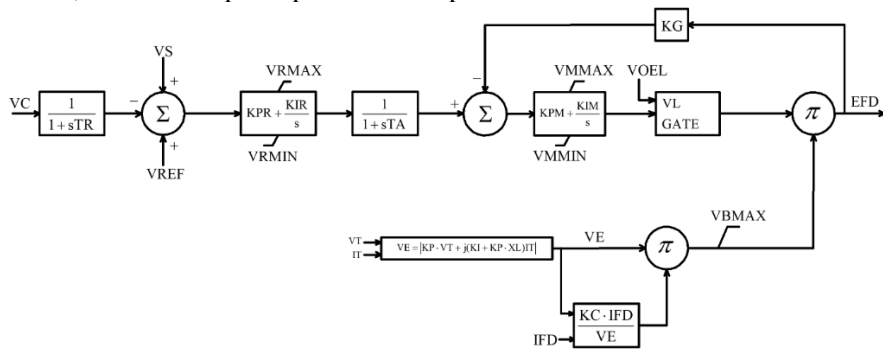 KG
VS
VRMAX
VMMAX
VOEL
VC
1
1+sTR
−
+
Σ
+
VREF
KPR + KIR
s
VRMIN
1
1+sTA
−
+
Σ
KPM + KIM
s
VMMIN
VL
GATE
π
EFD
VT
IT
VE = |KP·VT + j(KI + KP·XL)IT|
VE
π
VBMAX
KC·IFD
VE
IFD